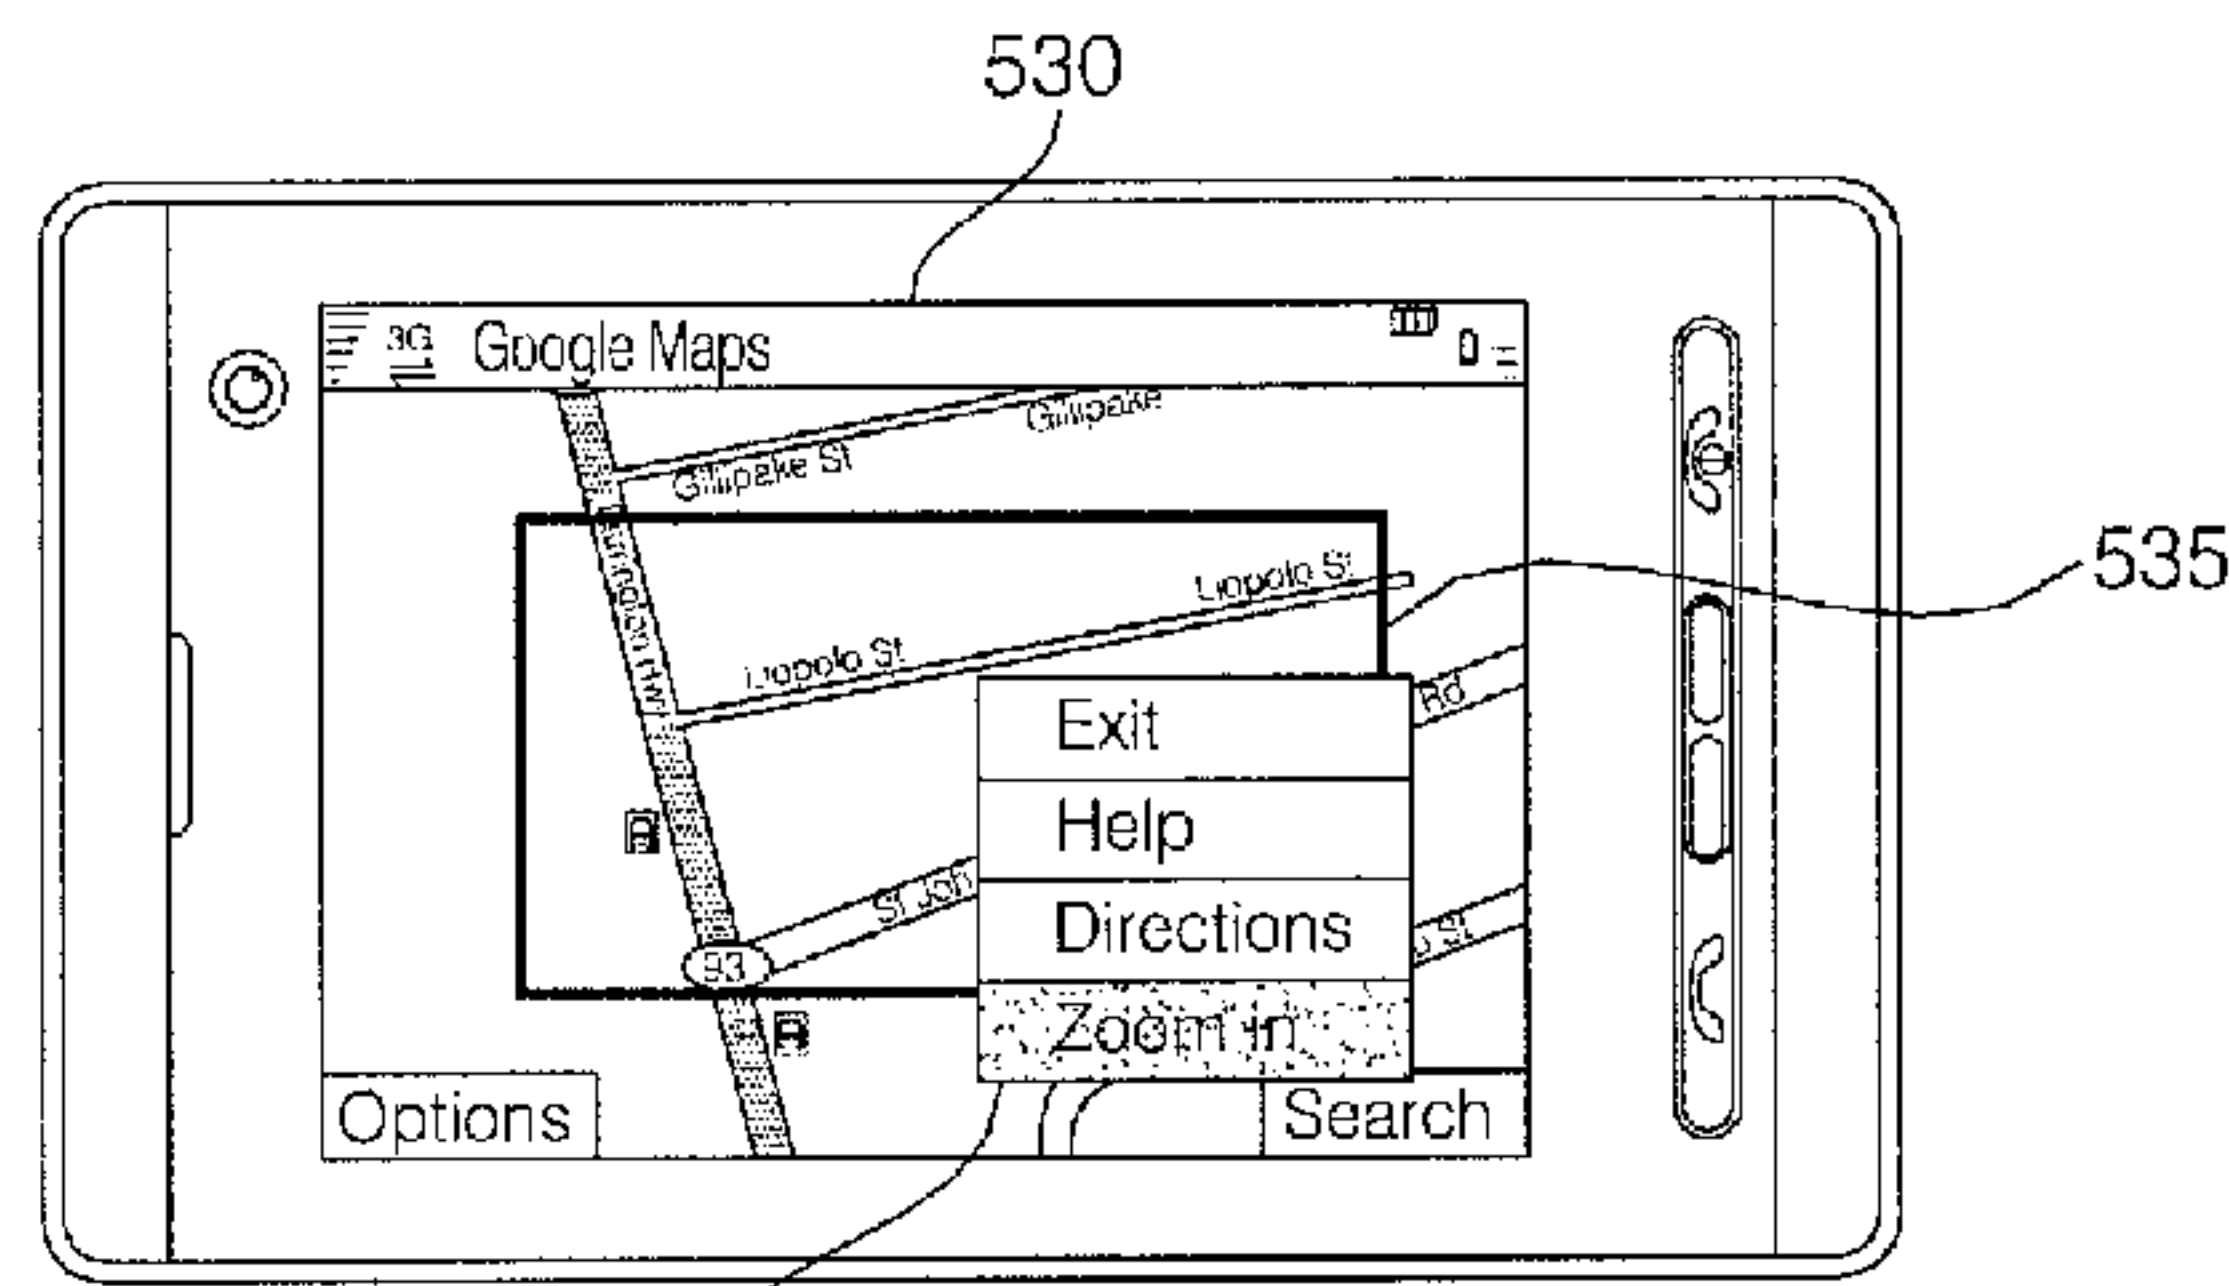 530
3G Google Maps
Gillipake
Gillipake St
535
Liopolo St
Liopolo St
Exit
Rd
Help
St Joh
Directions
St
93
Zoom in
Options
Search